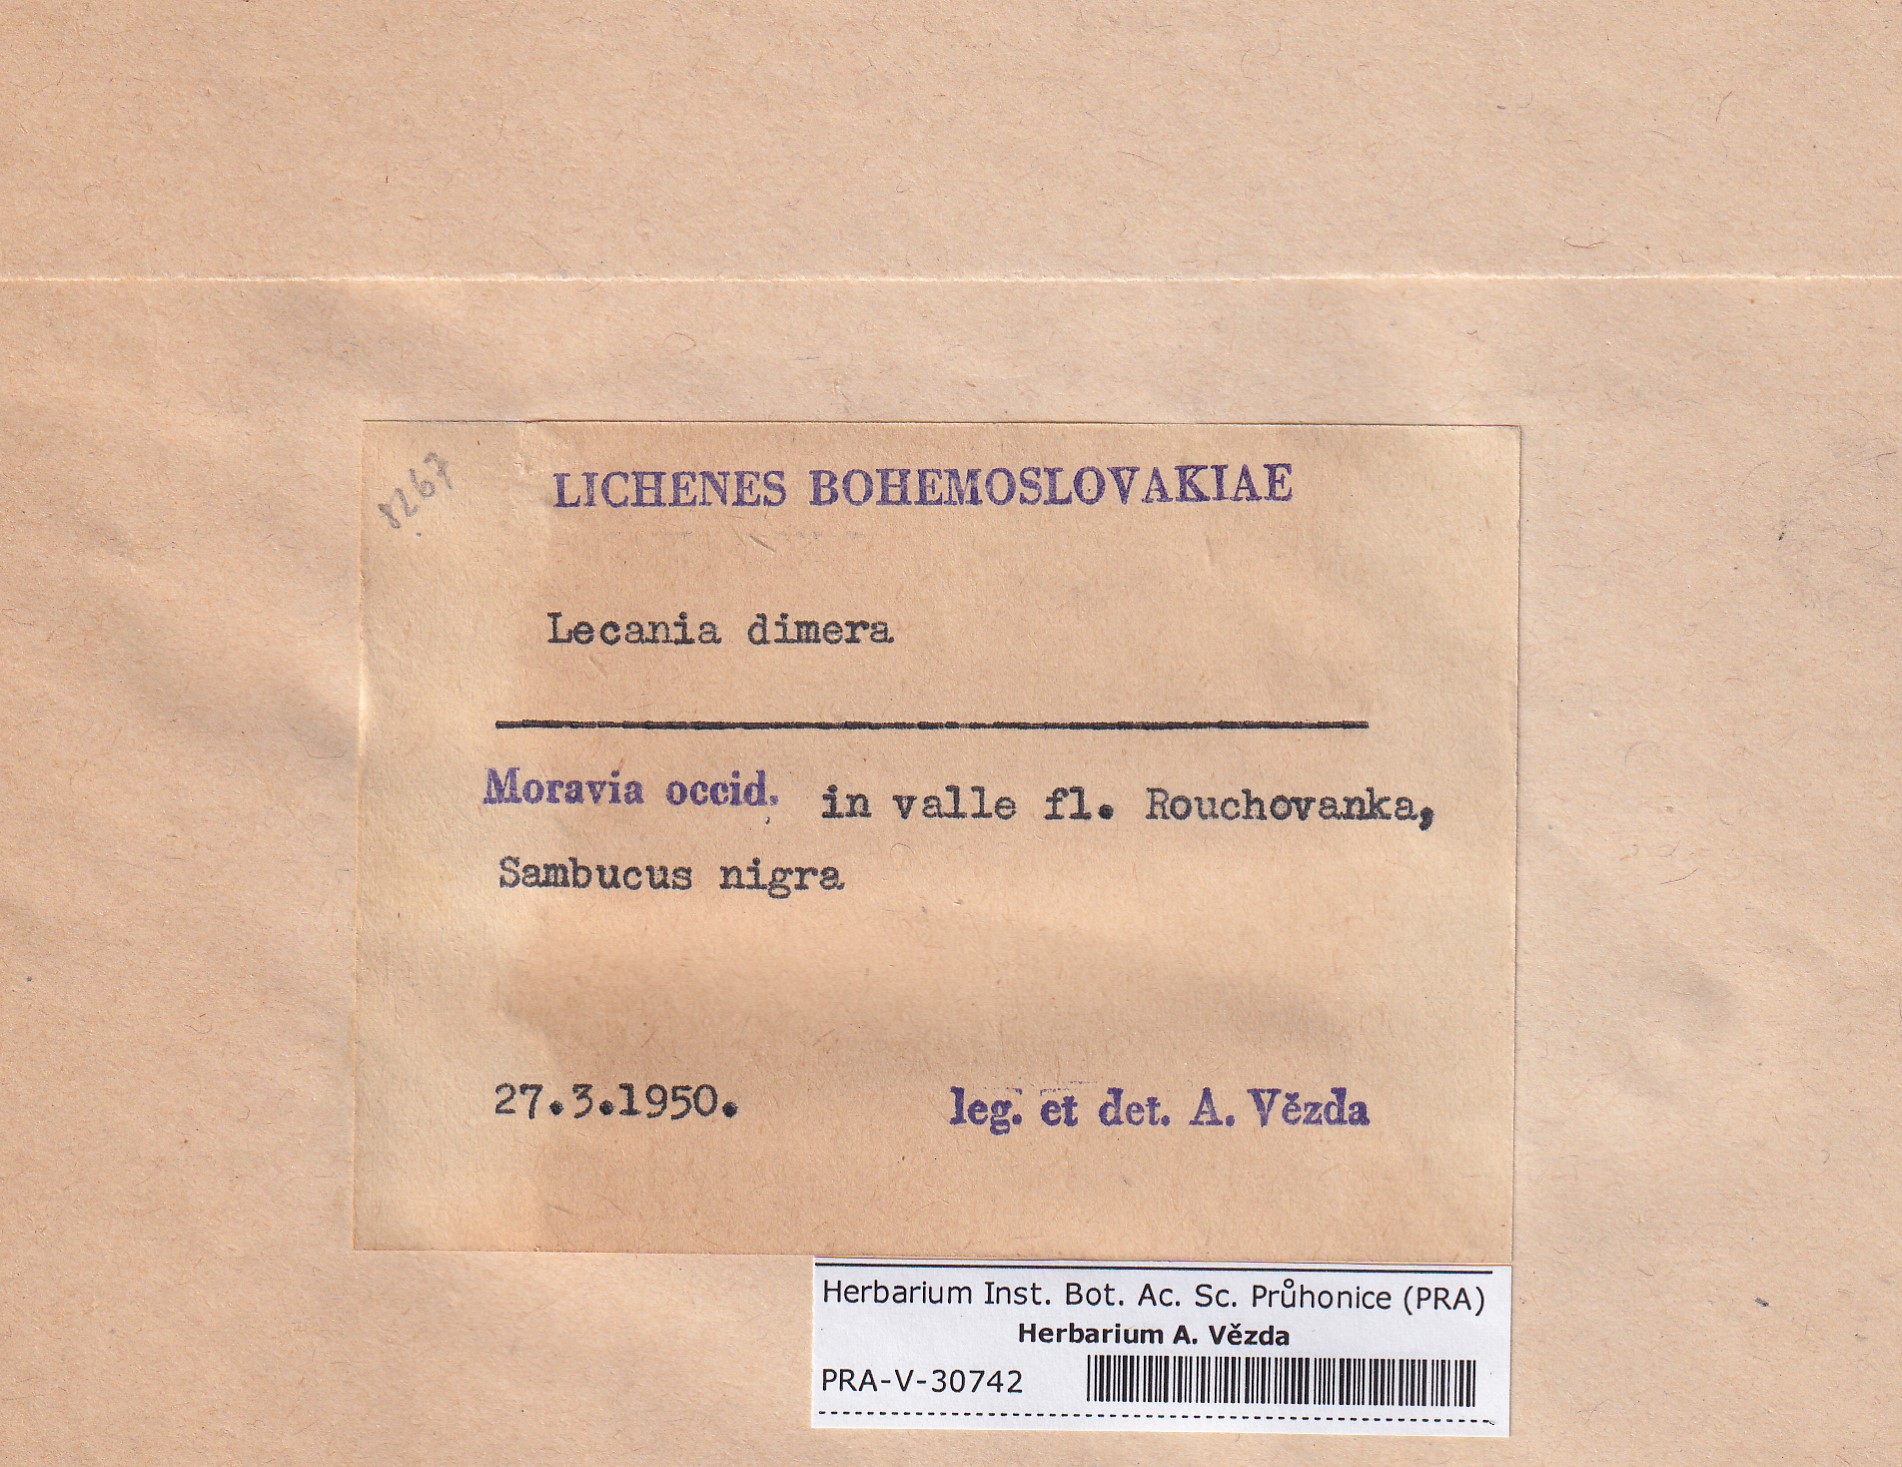 8267
LICHENES BOHEMOSLOVAKIAE
Lecania dimera
Moravia occid. in valle fl. Rouchovanka,
Sambucus nigra
27.3.1950. leg. et det. A. Vězda
Herbarium Inst. Bot. Ac. Sc. Průhonice (PRA)
Herbarium A. Vězda
PRA-V-30742